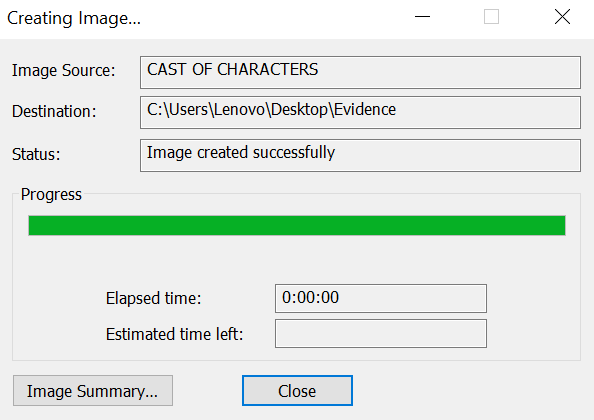 Creating Image...
Image Source: CAST OF CHARACTERS
Destination: C:\Users\Lenovo\Desktop\Evidence
Status: Image created successfully
Progress
Elapsed time: 0:00:00
Estimated time left:
Image Summary... Close